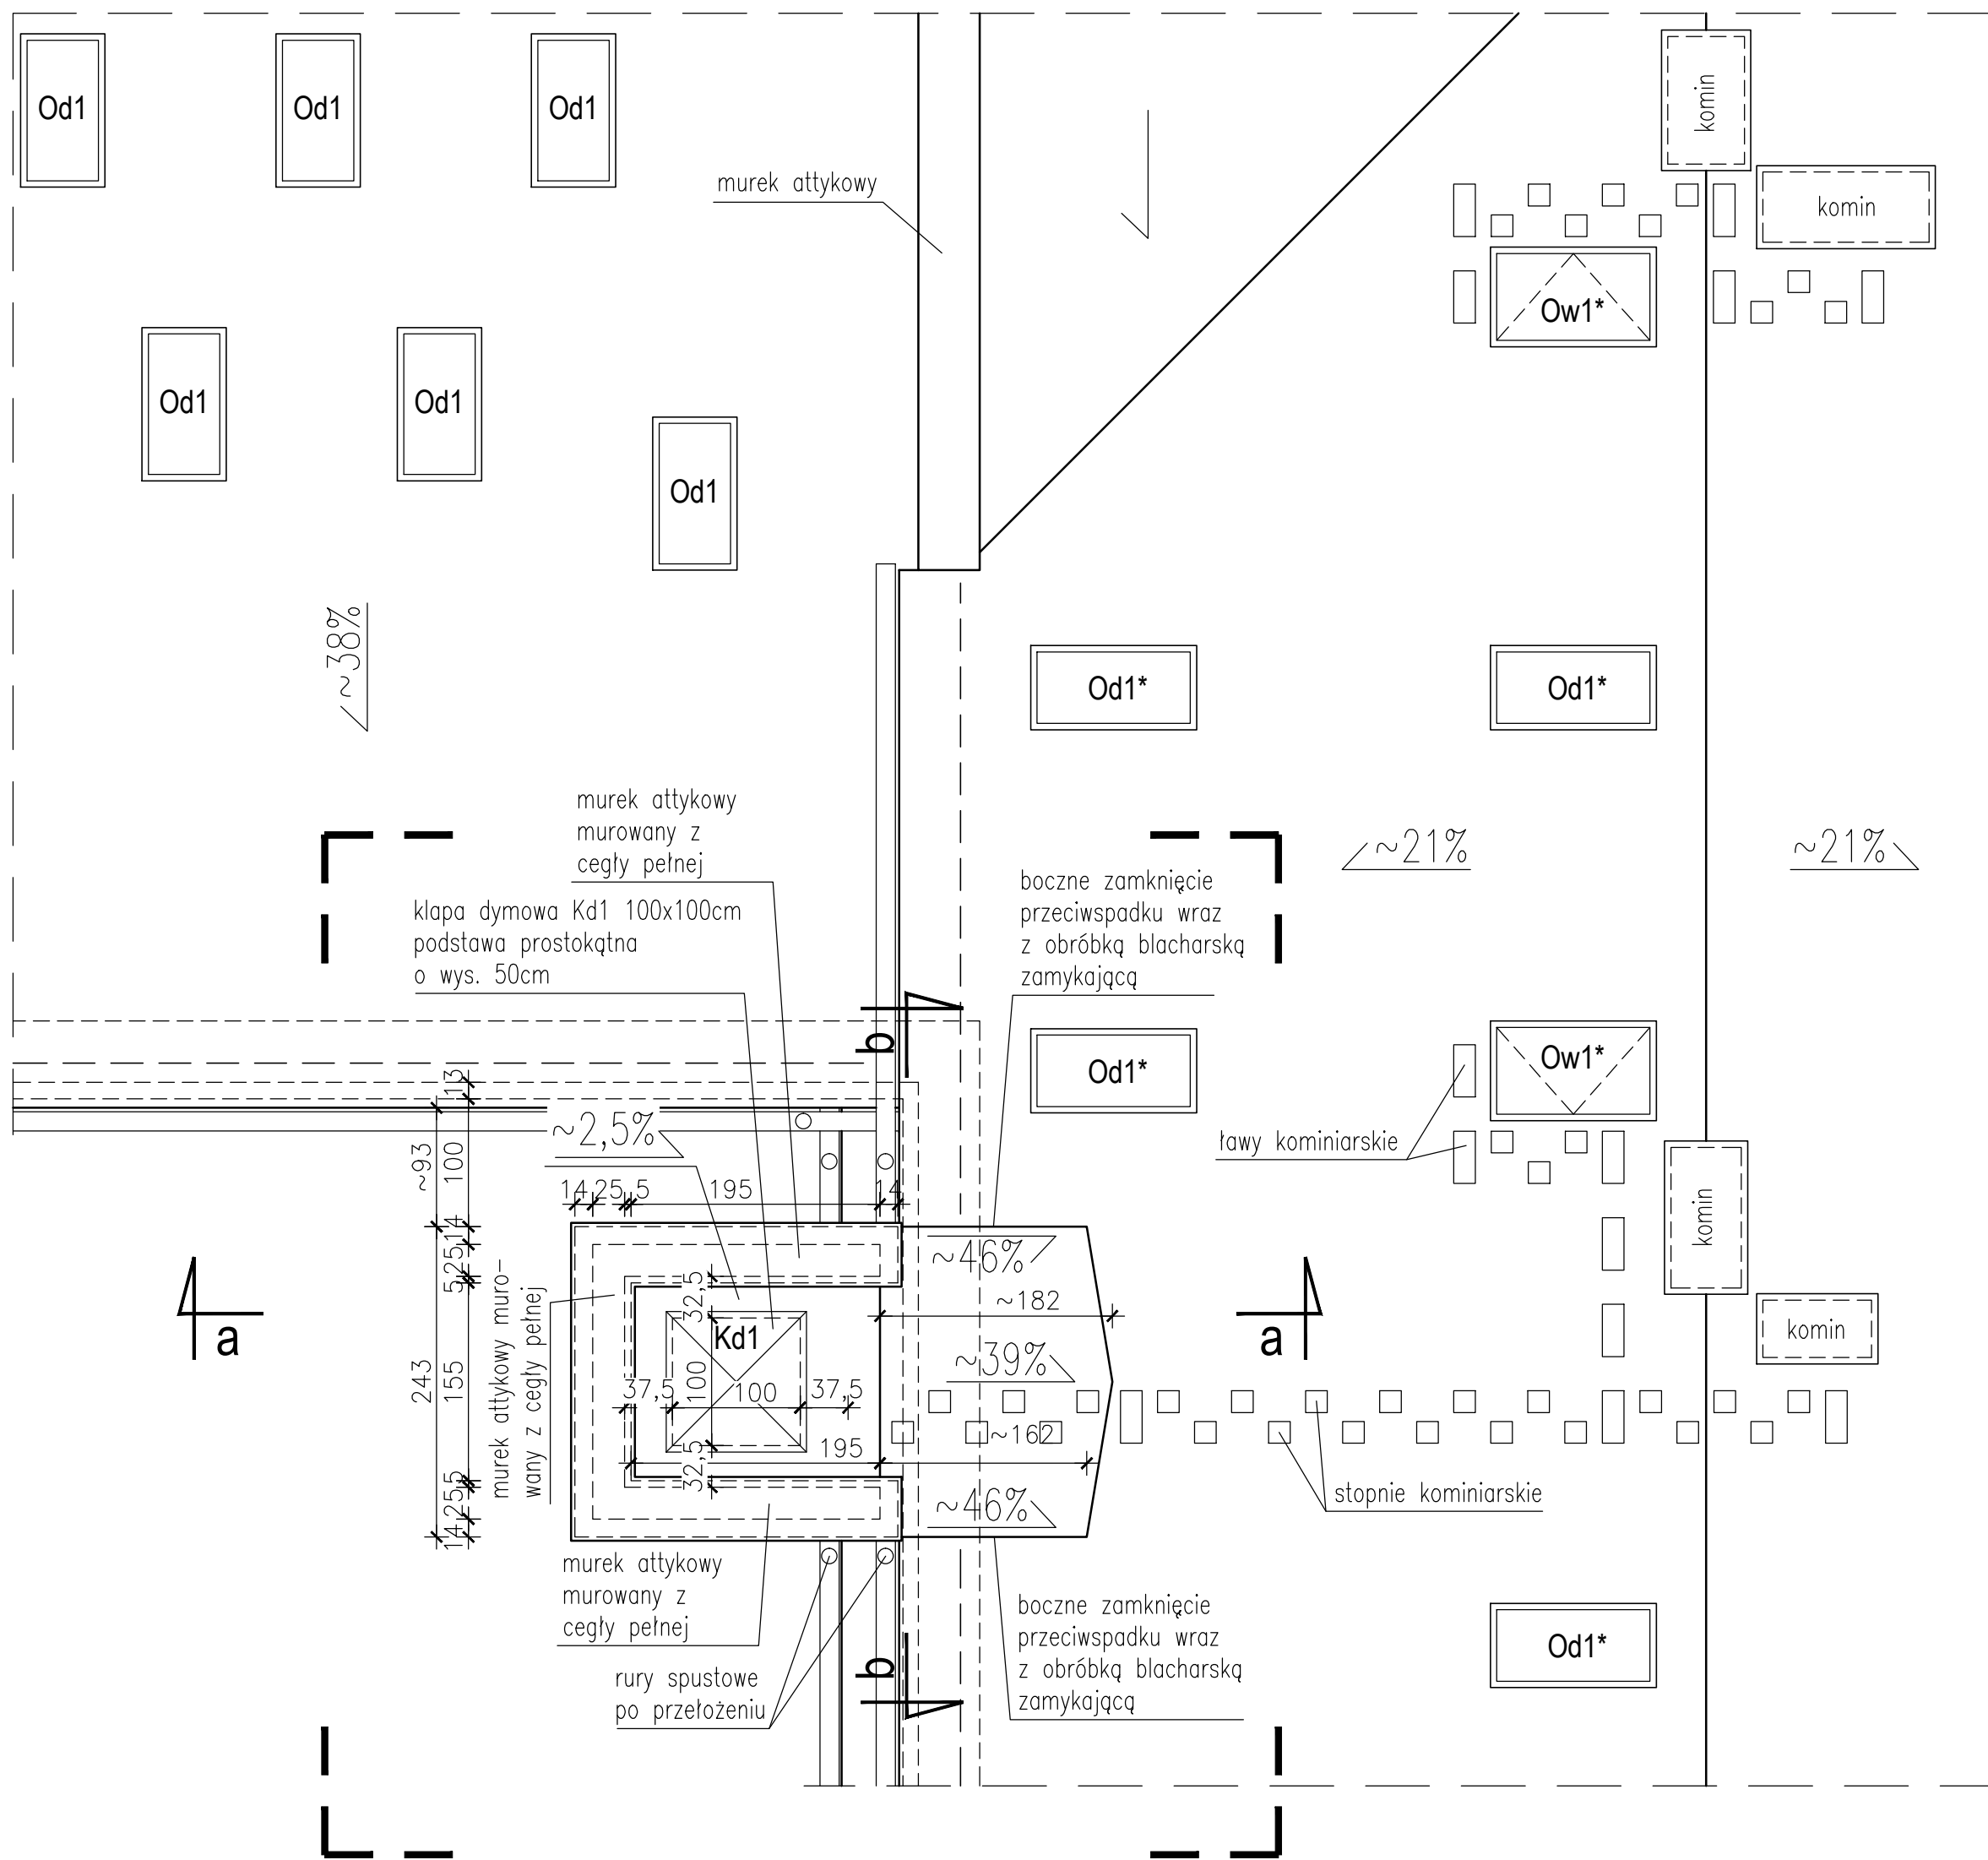 Od1
Od1
Od1
komin
murek attykowy
komin
Ow1*
Od1
Od1
Od1
~38%
Od1*
Od1*
murek attykowy
murowany z
cegły pełnej
~21%
~21%
boczne zamknięcie
przeciwspadku wraz
z obróbką blacharską
zamykającą
klapa dymowa Kd1 100x100cm
podstawa prostokątna
o wys. 50cm
b
Od1*
Ow1*
13
~93
100
~2,5%
ławy kominiarskie
14
25
5
195
14
komin
14
25
5
~46%
murek attykowy muro-
wany z cegły pełnej
32,5
~182
a
Kd1
a
komin
243
155
~39%
37,5
100
100
37,5
195
~162
32,5
5
25
14
~46%
stopnie kominiarskie
murek attykowy
murowany z
cegły pełnej
boczne zamknięcie
przeciwspadku wraz
z obróbką blacharską
zamykającą
Od1*
rury spustowe
po przełożeniu
b